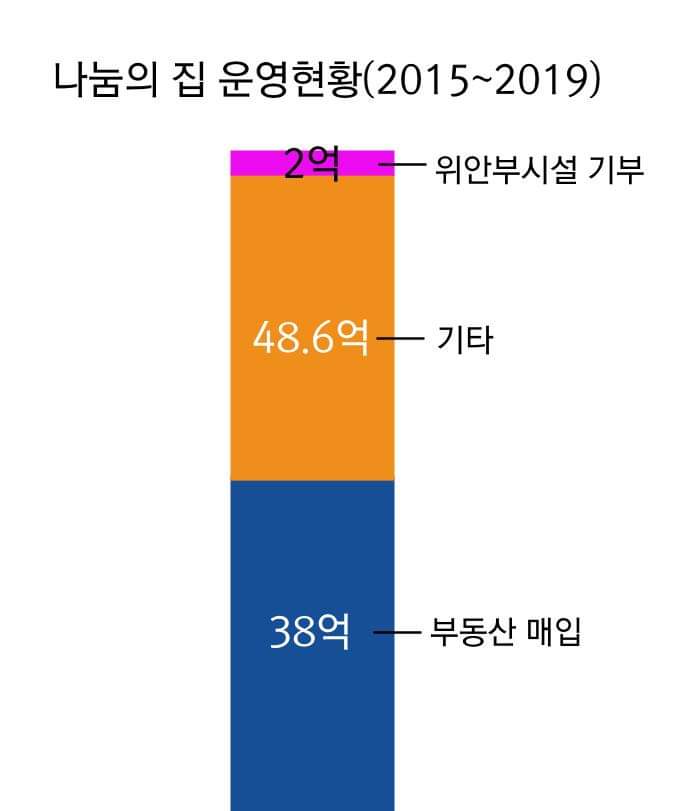 나눔의 집 운영현황(2015~2019)
2억 위안부시설 기부
48.6억 기타
38억 부동산 매입